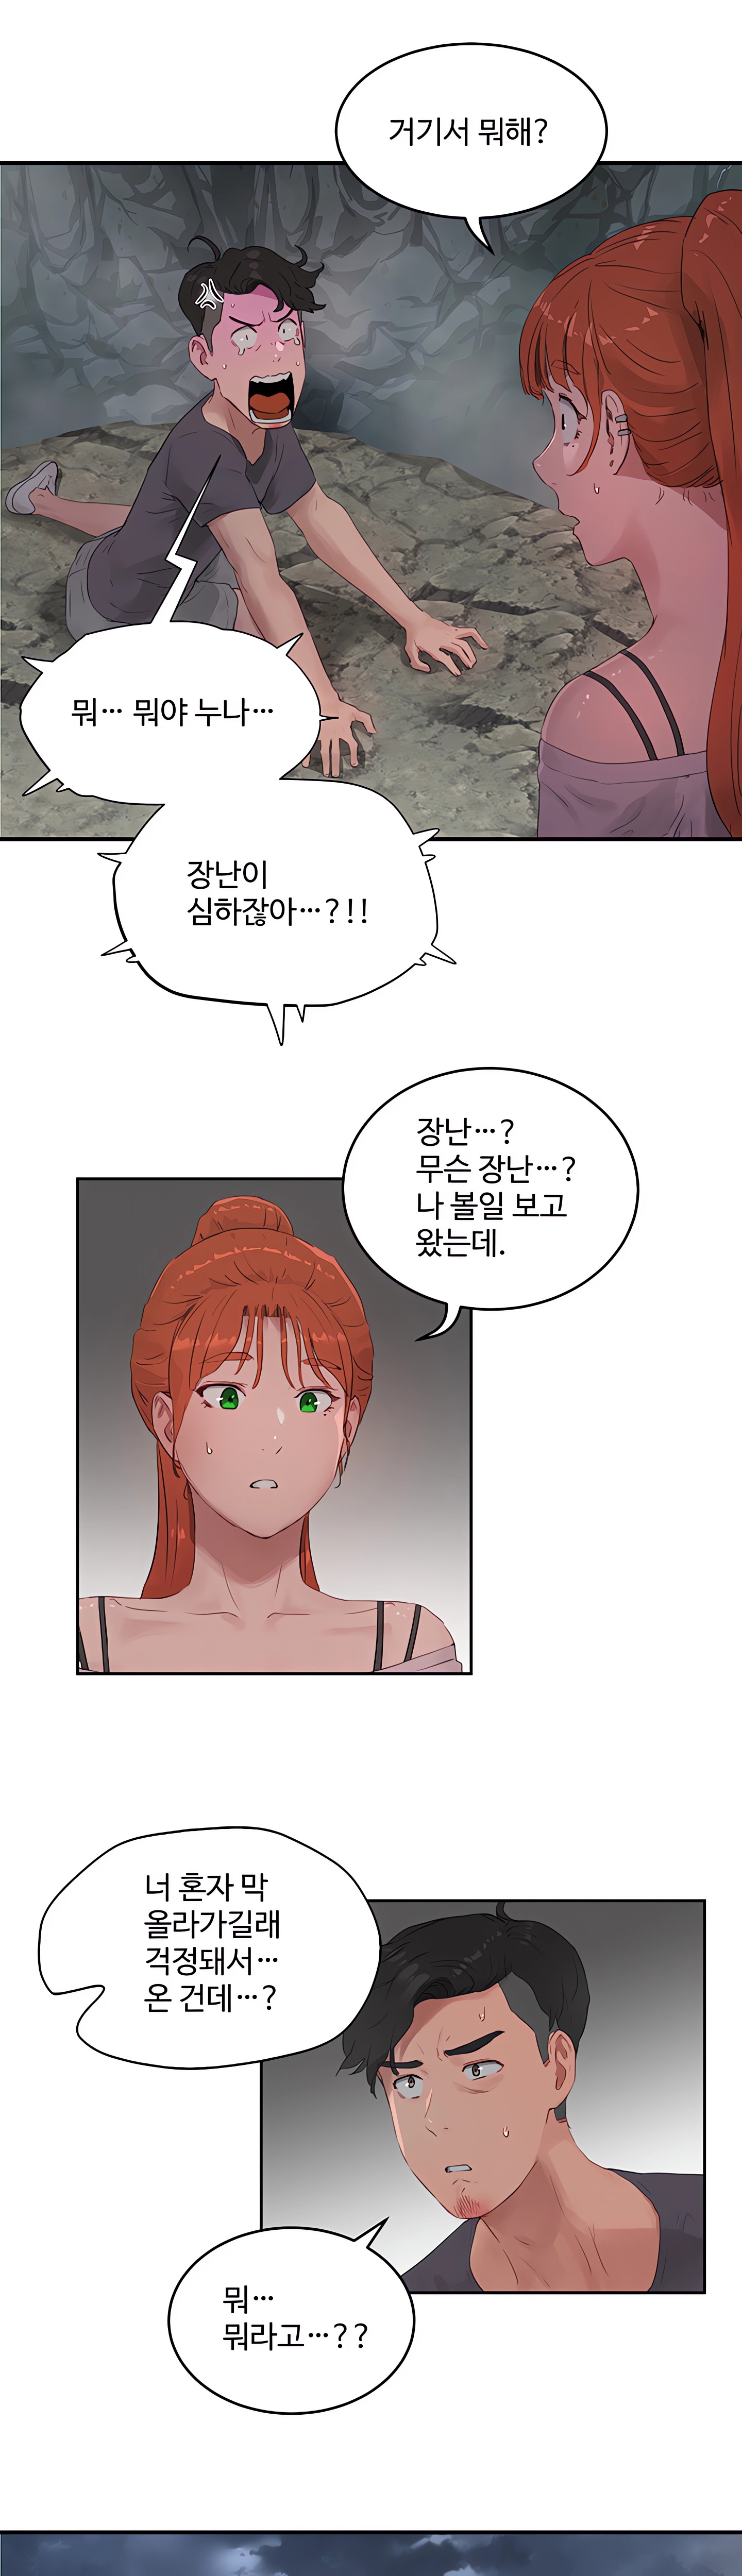 거기서 뭐해?
뭐… 뭐야 누나…
장난이
심하잖아…?!!
장난…?
무슨 장난…?
나 볼일 보고
왔는데.
너 혼자 막
올라가길래
걱정돼서…
온 건데…?
뭐…
뭐라고…??